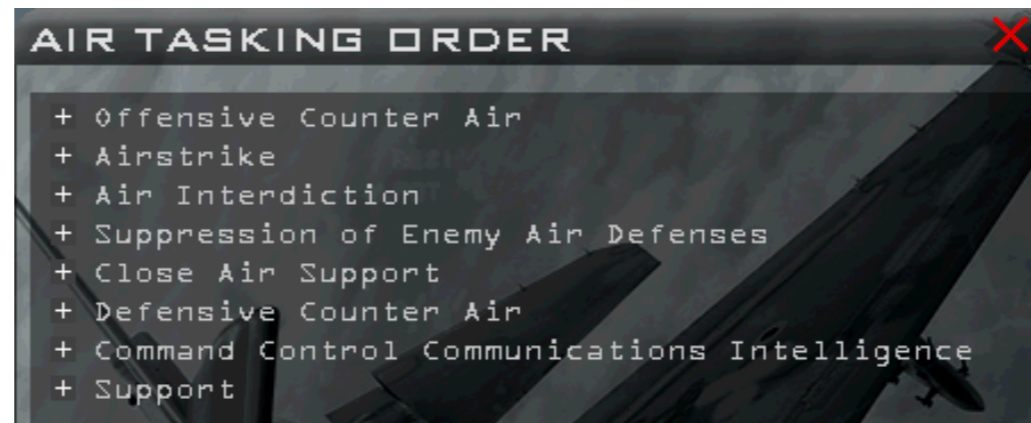 AIR TASKING ORDER
+ Offensive Counter Air
+ Airstrike
+ Air Interdiction
+ Suppression of Enemy Air Defenses
+ Close Air Support
+ Defensive Counter Air
+ Command Control Communications Intelligence
+ Support